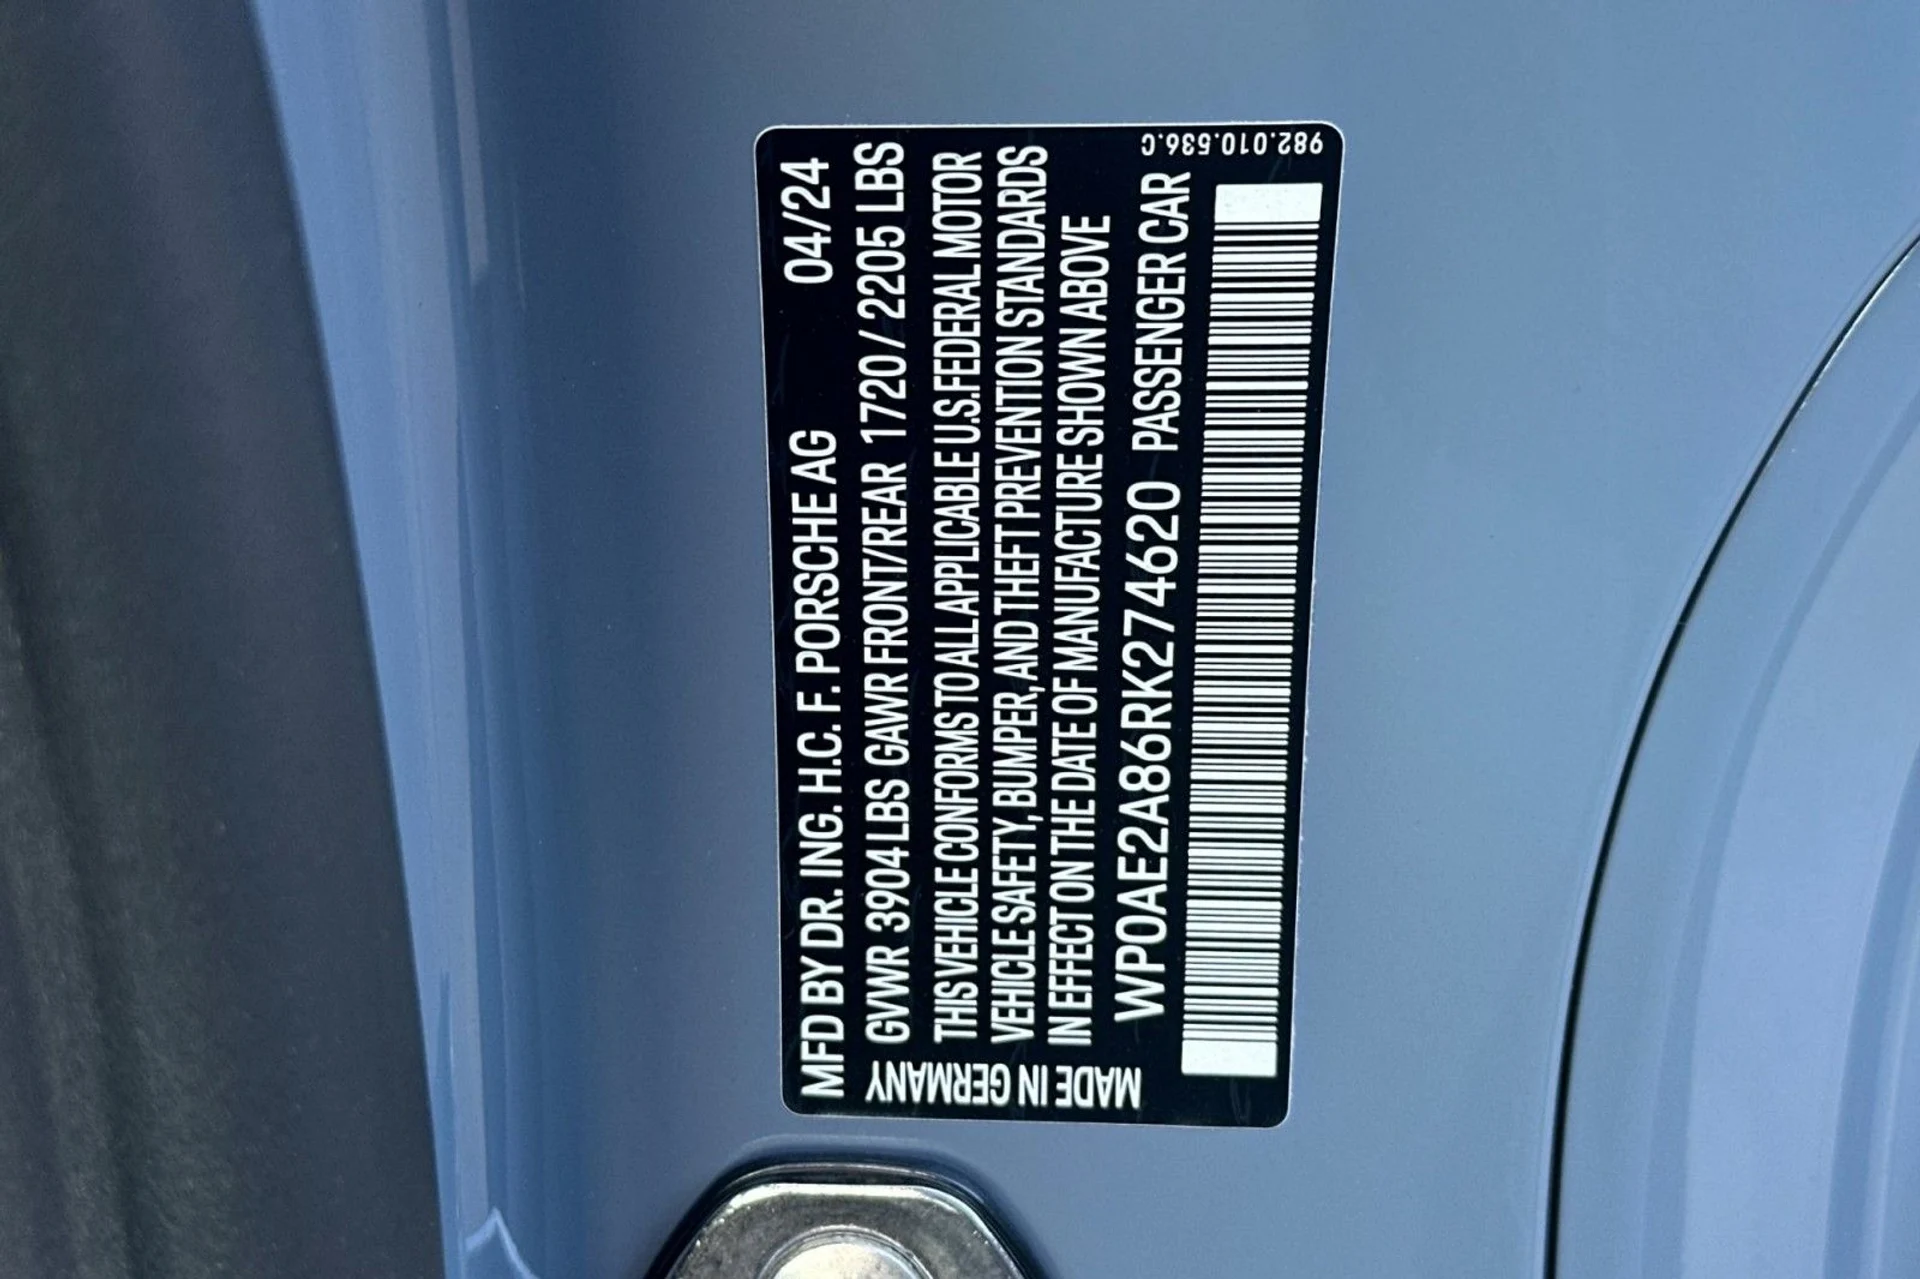 MFD BY DR. ING. H.C. F. PORSCHE AG 04/24
GVWR 3904 LBS GAWR FRONT/REAR 1720/2205 LBS
THIS VEHICLE CONFORMS TO ALL APPLICABLE U.S. FEDERAL MOTOR
VEHICLE SAFETY, BUMPER, AND THEFT PREVENTION STANDARDS
IN EFFECT ON THE DATE OF MANUFACTURE SHOWN ABOVE
WP0AE2A86RK274620 PASSENGER CAR
MADE IN GERMANY
982.010.536.C